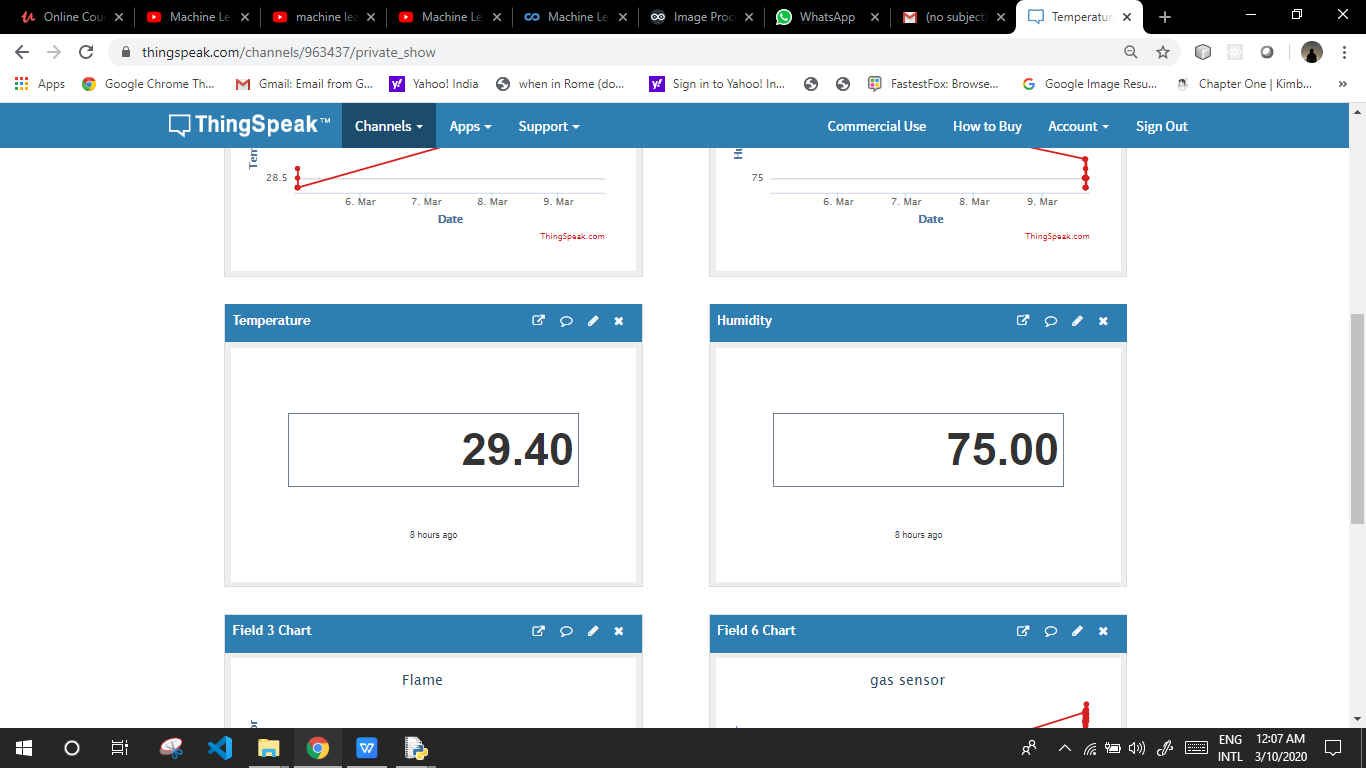 Online Cour
Machine Le
machine lea
Machine Le
Machine Le
Image Proc
WhatsApp
(no subject)
Temperatur
thingspeak.com/channels/963437/private_show
Apps
Google Chrome Th...
Gmail: Email from G...
Yahoo! India
when in Rome (do...
Sign in to Yahoo! In...
FastestFox: Browse...
Google Image Resu...
Chapter One | Kimb...
»
ThingSpeak™
Channels
Apps
Support
Commercial Use
How to Buy
Account
Sign Out
Tem
28.5
6. Mar 7. Mar 8. Mar 9. Mar
Date
ThingSpeak.com
Hu
75
6. Mar 7. Mar 8. Mar 9. Mar
Date
ThingSpeak.com
Temperature
29.40
8 hours ago
Humidity
75.00
8 hours ago
Field 3 Chart
Flame
Field 6 Chart
gas sensor
ENG
INTL
12:07 AM
3/10/2020